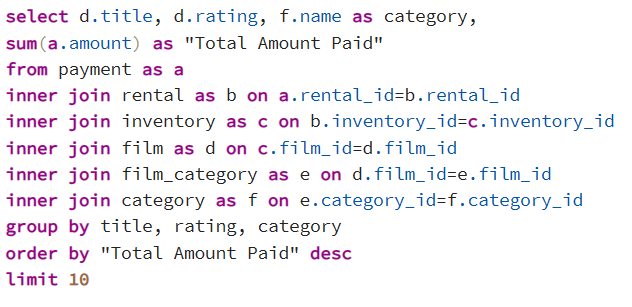 select d.title, d.rating, f.name as category,
sum(a.amount) as "Total Amount Paid"
from payment as a
inner join rental as b on a.rental_id=b.rental_id
inner join inventory as c on b.inventory_id=c.inventory_id
inner join film as d on c.film_id=d.film_id
inner join film_category as e on d.film_id=e.film_id
inner join category as f on e.category_id=f.category_id
group by title, rating, category
order by "Total Amount Paid" desc
limit 10